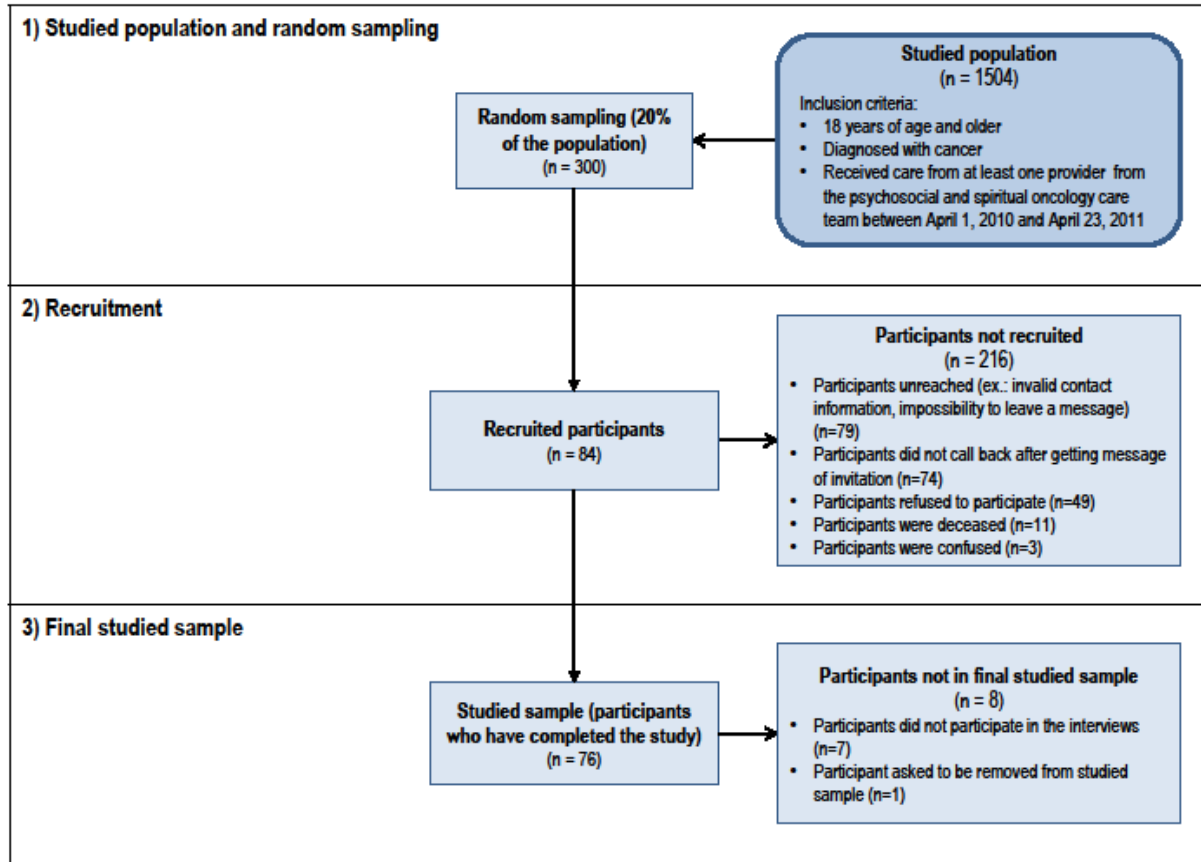 1) Studied population and random sampling
Studied population
(n = 1504)
Inclusion criteria:
• 18 years of age and older
• Diagnosed with cancer
• Received care from at least one provider from
the psychosocial and spiritual oncology care
team between April 1, 2010 and April 23, 2011
Random sampling (20%
of the population)
(n = 300)
2) Recruitment
Recruited participants
(n = 84)
Participants not recruited
(n = 216)
• Participants unreached (ex.: invalid contact
information, impossibility to leave a message)
(n=79)
• Participants did not call back after getting message
of invitation (n=74)
• Participants refused to participate (n=49)
• Participants were deceased (n=11)
• Participants were confused (n=3)
3) Final studied sample
Studied sample (participants
who have completed the study)
(n = 76)
Participants not in final studied sample
(n = 8)
• Participants did not participate in the interviews
(n=7)
• Participant asked to be removed from studied
sample (n=1)